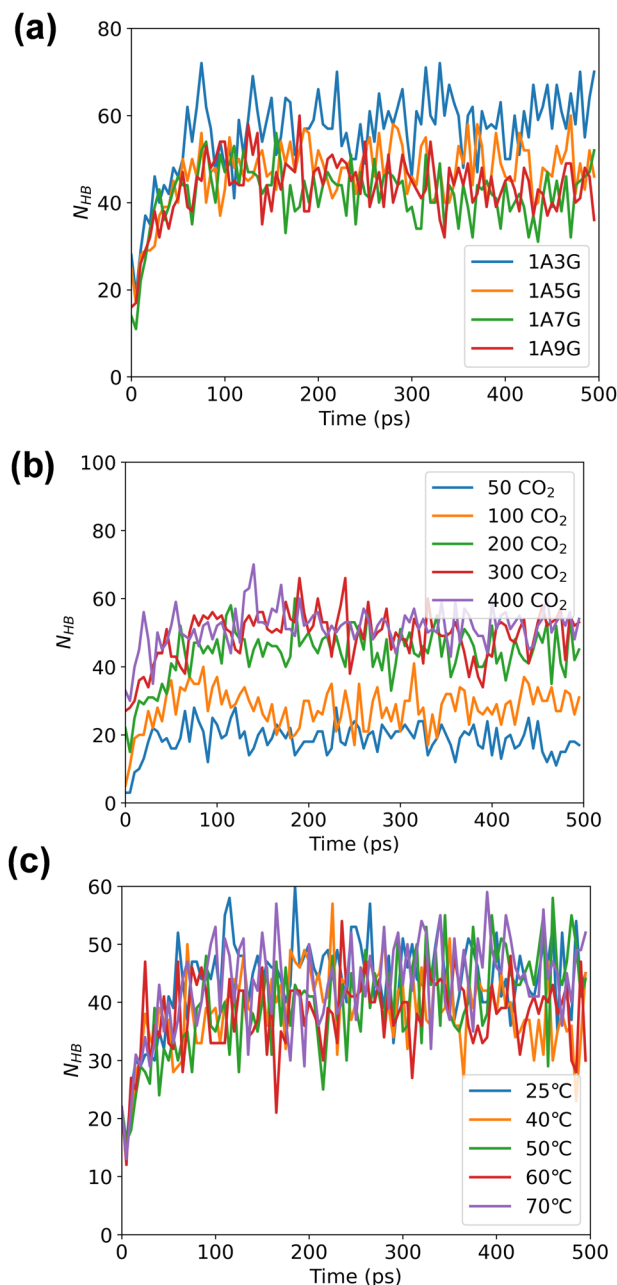 (a)
80
60
40
20
0
N_HB
1A3G
1A5G
1A7G
1A9G
0 100 200 300 400 500
Time (ps)
(b)
100
80
60
40
20
0
N_HB
50 CO₂
100 CO₂
200 CO₂
300 CO₂
400 CO₂
0 100 200 300 400 500
Time (ps)
(c)
60
50
40
30
20
10
0
N_HB
25℃
40℃
50℃
60℃
70℃
0 100 200 300 400 500
Time (ps)